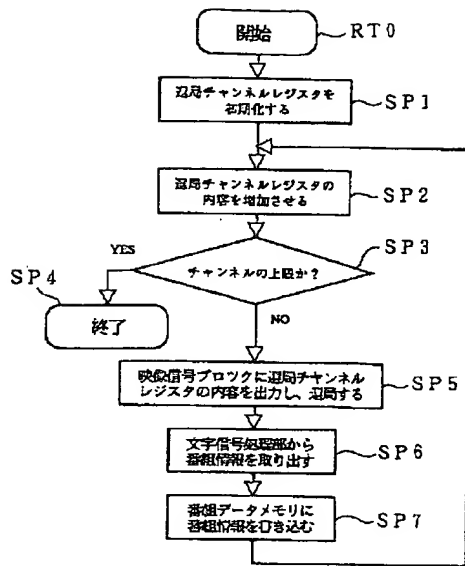 開始
RT0
選局チャンネルレジスタを
初期化する
SP1
選局チャンネルレジスタの
内容を増加させる
SP2
SP3
YES
チャンネルの上限か?
SP4
終了
NO
映像信号ブロツクに選局チャンネル
レジスタの内容を出力し、選局する
SP5
文字信号処理部から
番組情報を取り出す
SP6
番組データメモリに
番組情報を書き込む
SP7